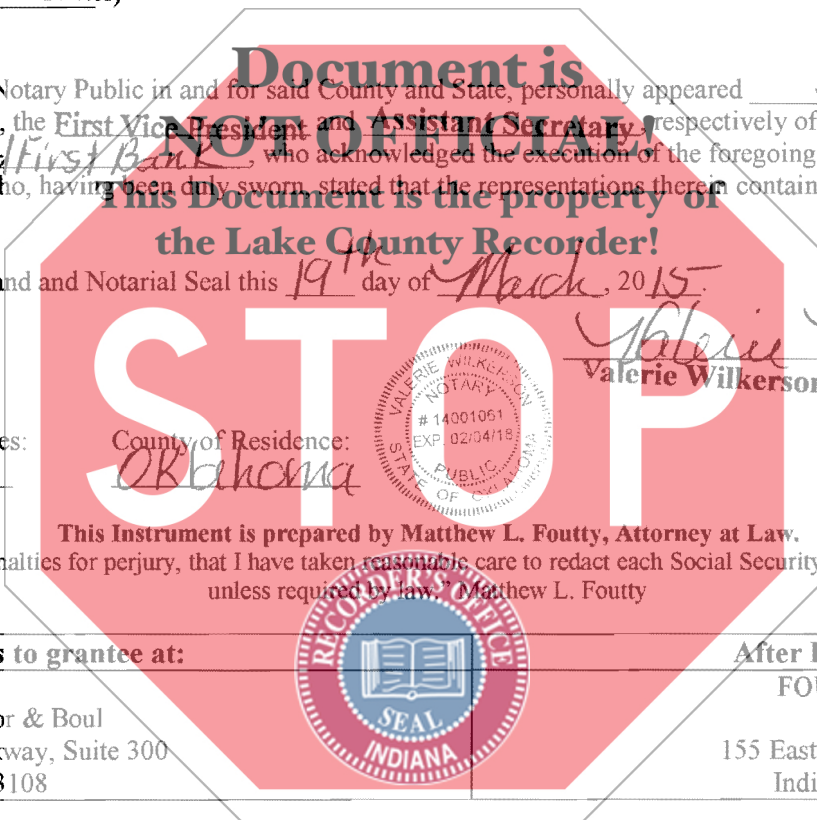 Document is
Notary Public in and for said County and State, personally appeared
NOT OFFICIAL!
, the First Vice President and Assistant Secretary, respectively of
First Bank, who acknowledged the execution of the foregoing
ho, having been duly sworn, stated that the representations therein contain
This Document is the property of
the Lake County Recorder!
and and Notarial Seal this 19th day of March, 2015.
STOP
Valerie
Valerie Wilkerson
VALERIE WILKERSON
NOTARY
# 14001061
EXP. 02/04/18
PUBLIC
STATE OF OKLAHOMA
es: County of Residence:
Oklahoma
This Instrument is prepared by Matthew L. Foutty, Attorney at Law.
nalties for perjury, that I have taken reasonable care to redact each Social Security
unless required by law." Matthew L. Foutty
RECORDER'S OFFICE
SEAL
INDIANA
s to grantee at: After
FOU
or & Boul
way, Suite 300 155 East
3108 Indi